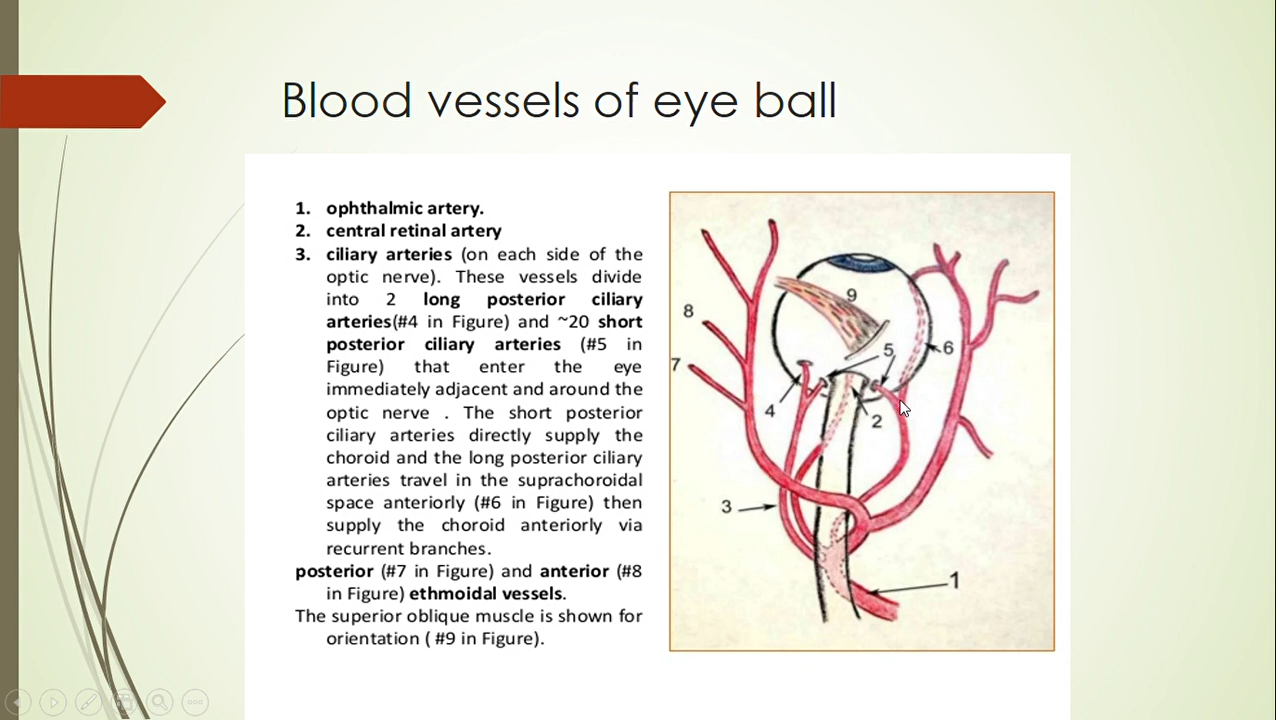 Blood vessels of eye ball
1. ophthalmic artery.
2. central retinal artery
3. ciliary arteries (on each side of the
optic nerve). These vessels divide
into 2 long posterior ciliary
arteries(#4 in Figure) and ~20 short
posterior ciliary arteries (#5 in
Figure) that enter the eye
immediately adjacent and around the
optic nerve . The short posterior
ciliary arteries directly supply the
choroid and the long posterior ciliary
arteries travel in the suprachoroidal
space anteriorly (#6 in Figure) then
supply the choroid anteriorly via
recurrent branches.
posterior (#7 in Figure) and anterior (#8
in Figure) ethmoidal vessels.
The superior oblique muscle is shown for
orientation ( #9 in Figure).
9
8
5
6
7
4
2
3
1